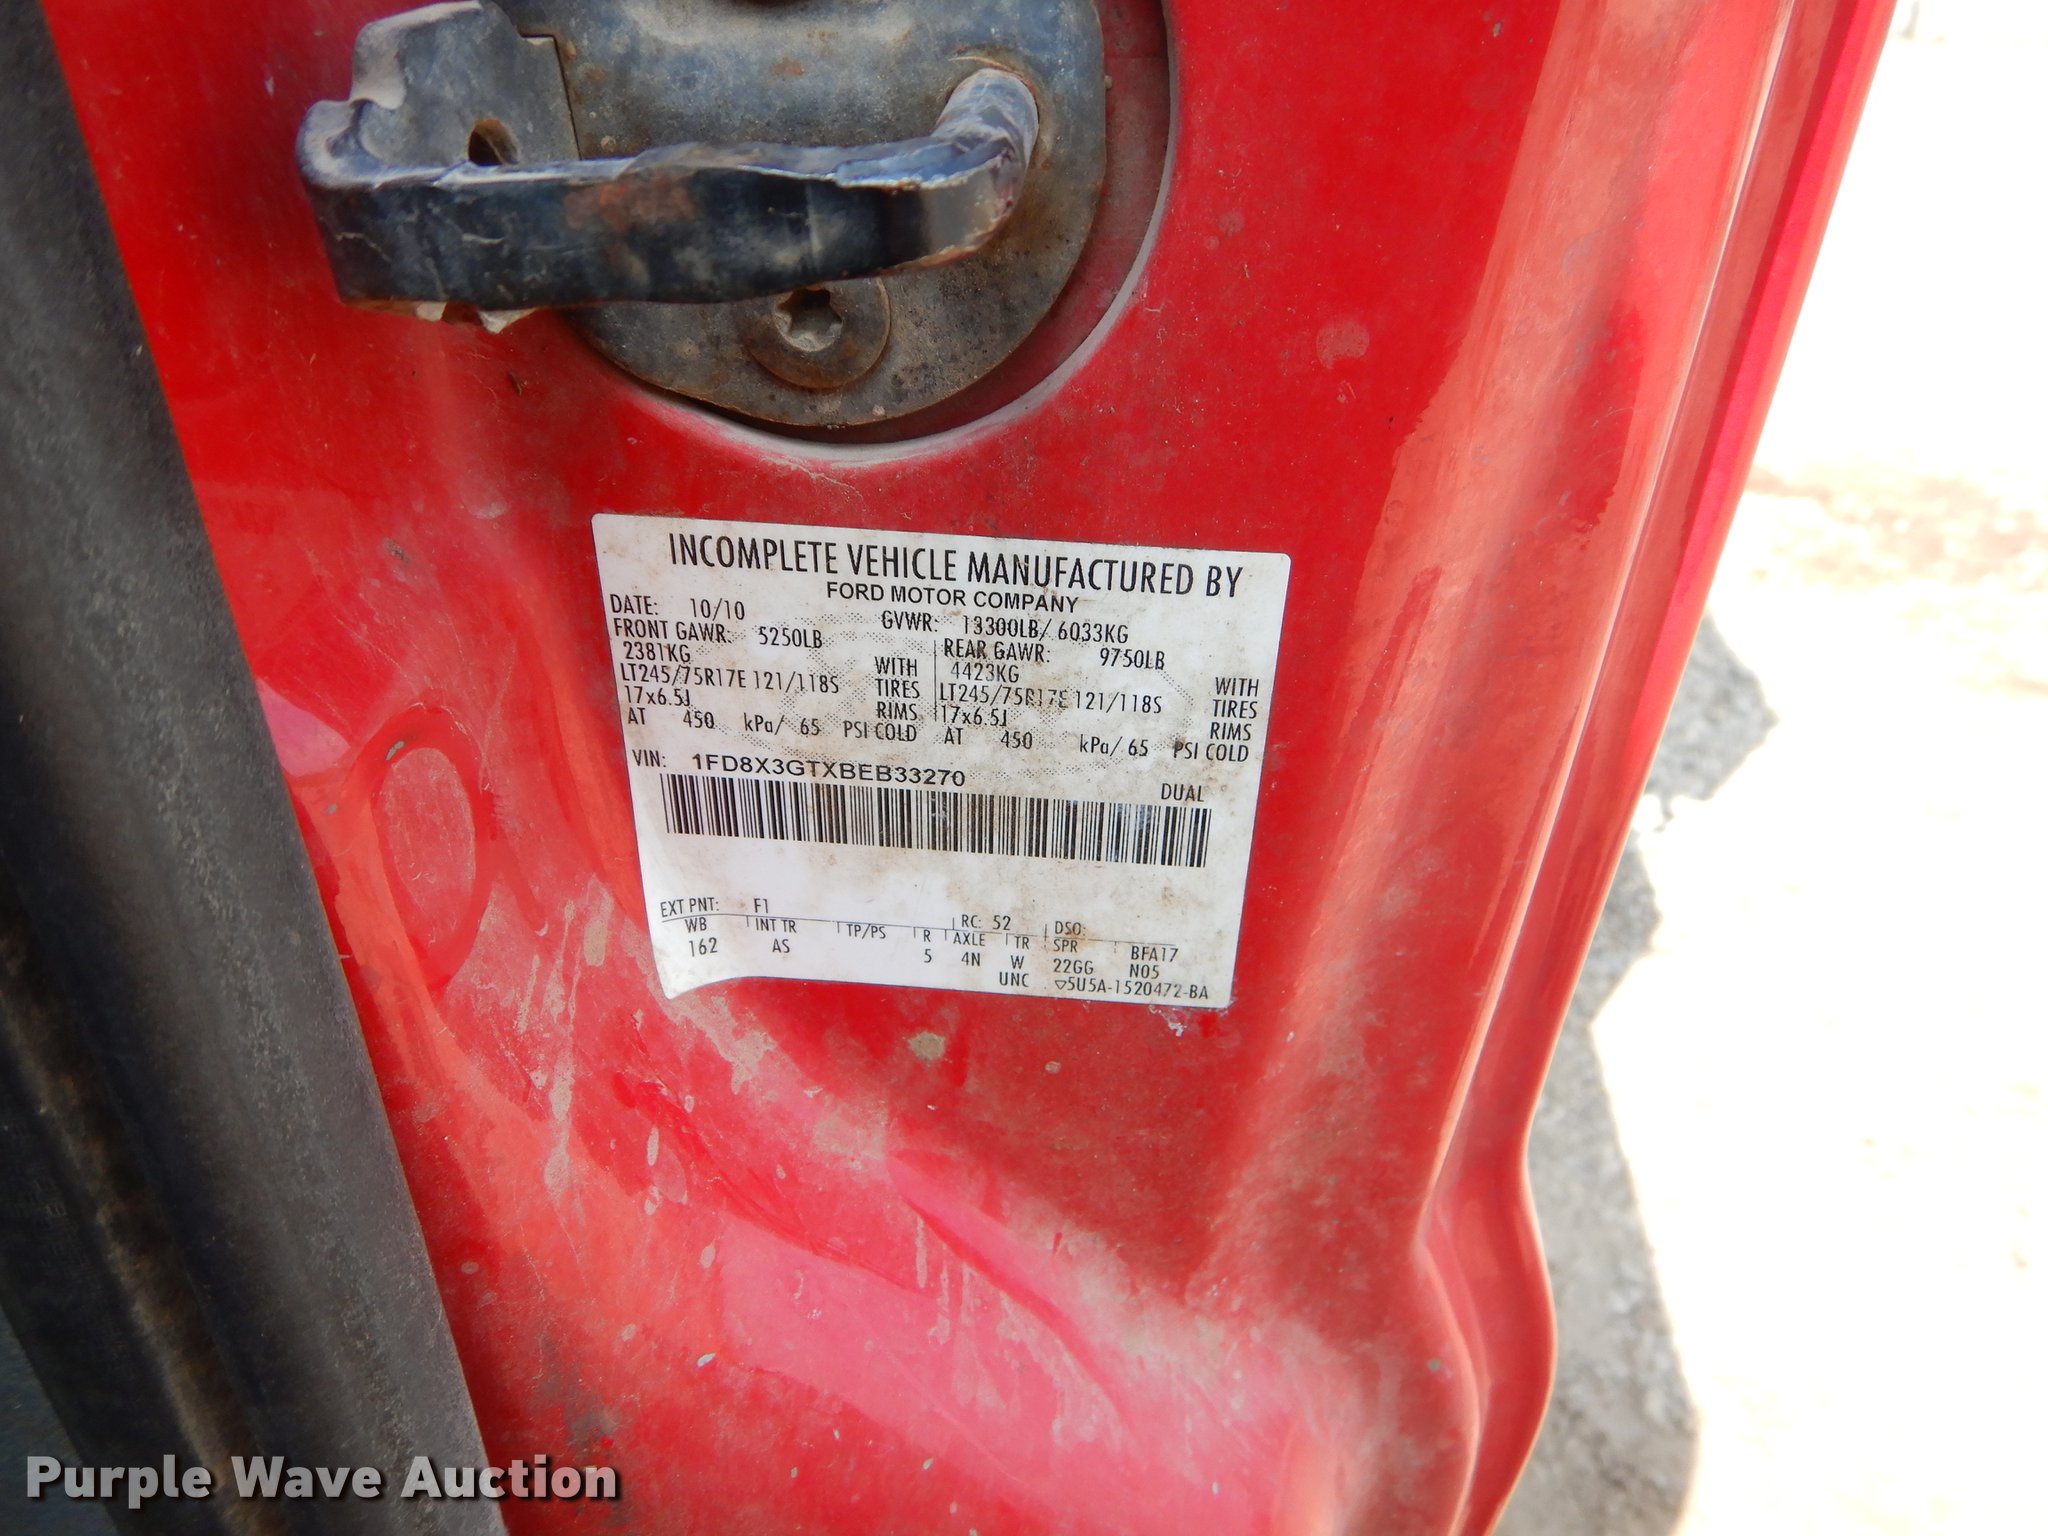 INCOMPLETE VEHICLE MANUFACTURED BY
FORD MOTOR COMPANY
DATE: 10/10 GVWR: 13300LB/ 6033KG
FRONT GAWR: 5250LB REAR GAWR: 9750LB
2381KG WITH 4423KG WITH
LT245/75R17E 121/118S TIRES LT245/75R17E 121/118S TIRES
17x6.5J RIMS 17x6.5J RIMS
AT 450 kPa/ 65 PSI COLD AT 450 kPa/ 65 PSI COLD
VIN: 1FD8X3GTXBEB33270
DUAL
EXT PNT: F1 RC: 52 DSO:
WB INT TR TP/PS R AXLE TR SPR BFA17
162 AS 5 4N W 22GG N05
UNC ▽5U5A-1520472-BA
Purple Wave Auction